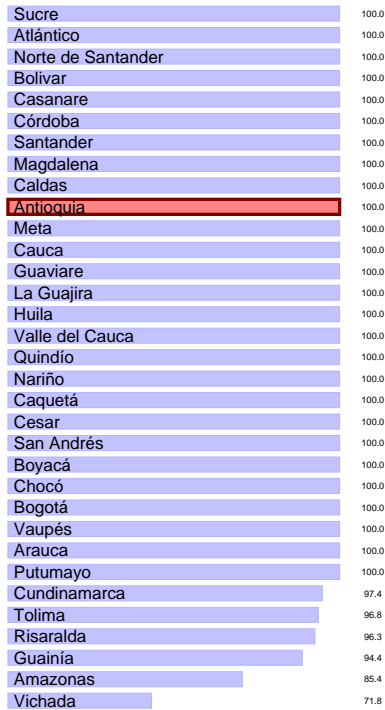 Sucre 100.0
Atlántico 100.0
Norte de Santander 100.0
Bolivar 100.0
Casanare 100.0
Córdoba 100.0
Santander 100.0
Magdalena 100.0
Caldas 100.0
Antioquia 100.0
Meta 100.0
Cauca 100.0
Guaviare 100.0
La Guajira 100.0
Huila 100.0
Valle del Cauca 100.0
Quindío 100.0
Nariño 100.0
Caquetá 100.0
Cesar 100.0
San Andrés 100.0
Boyacá 100.0
Chocó 100.0
Bogotá 100.0
Vaupés 100.0
Arauca 100.0
Putumayo 100.0
Cundinamarca 97.4
Tolima 96.8
Risaralda 96.3
Guainía 94.4
Amazonas 85.4
Vichada 71.8